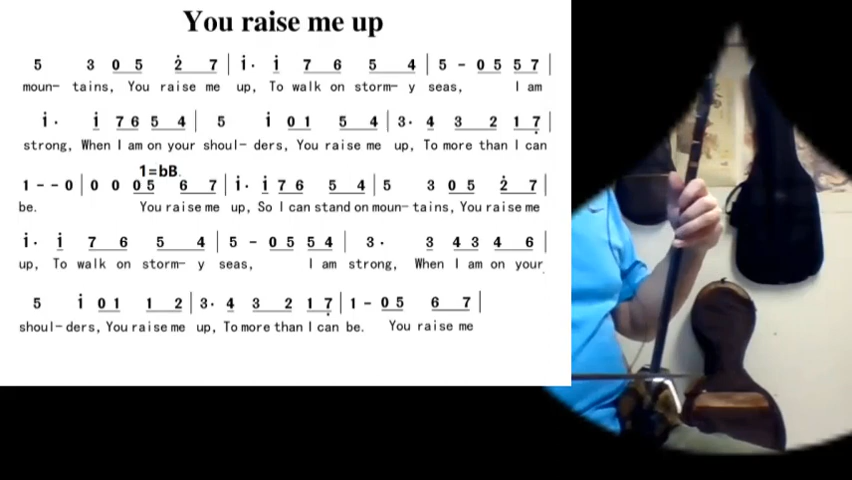 You raise me up
5 3 0 5 2̇ 7 | i̇· i̇ 7 6 5 4 | 5 - 0 5 5 7 |
moun- tains, You raise me up, To walk on storm- y seas, I am
i̇· i̇ 7 6 5 4 | 5 i̇ 0 1 5 4 | 3· 4 3 2 1 7̣ |
strong, When I am on your shoul- ders, You raise me up, To more than I can
1=bB
1 - - 0 | 0 0 0 5 6 7 | i̇· i̇ 7 6 5 4 | 5 3 0 5 2̇ 7 |
be. You raise me up, So I can stand on moun- tains, You raise me
i̇· i̇ 7 6 5 4 | 5 - 0 5 5 4 | 3· 3 4 3 4 6 |
up, To walk on storm- y seas, I am strong, When I am on your
5 i̇ 0 1 1 2 | 3· 4 3 2 1 7̣ | 1 - 0 5 6 7 |
shoul- ders, You raise me up, To more than I can be. You raise me